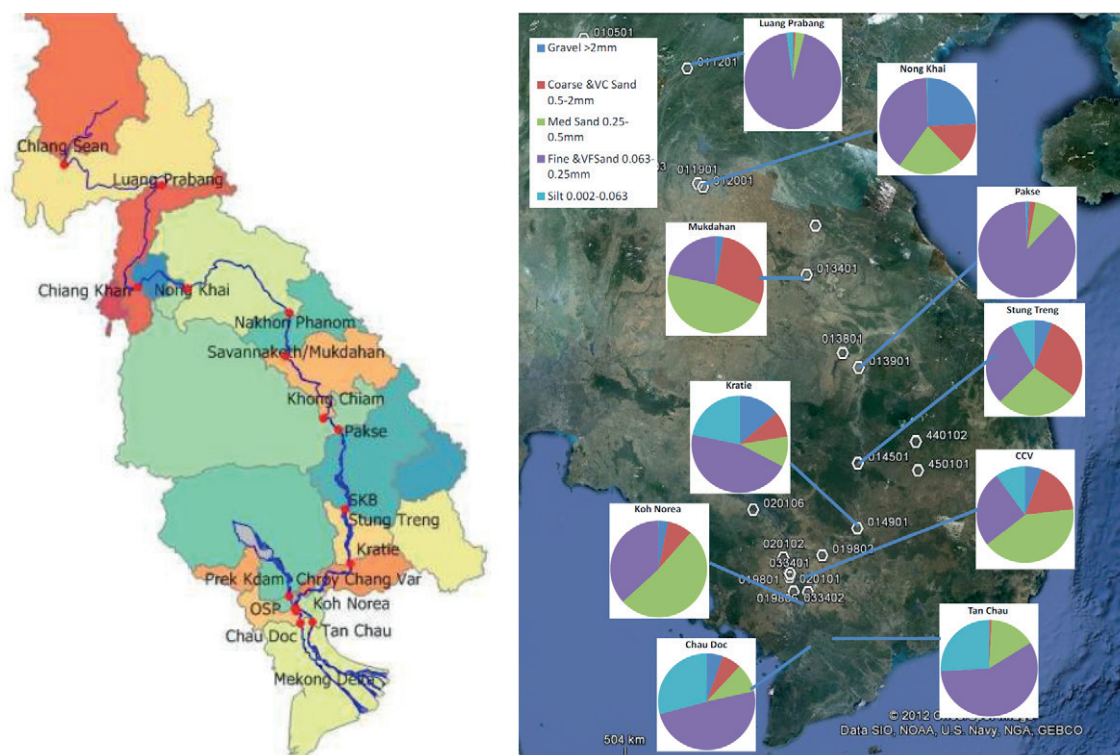 Chiang Sean
Luang Prabang
Chiang Khan
Nong Khai
Nakhon Phanom
Savannaketh/Mukdahan
Khong Chiam
Pakse
SKB
Stung Treng
Kratie
Prek Kdam
Chroy Chang Var
OSP
Koh Norea
Chau Doc
Tan Chau
Mekong Delta
010501
Gravel >2mm
Coarse &VC Sand
0.5-2mm
Med Sand 0.25-
0.5mm
Fine &VFSand 0.063-
0.25mm
Silt 0.002-0.063
Luang Prabang
011201
Nong Khai
03
011901
012001
Mukdahan
013401
Pakse
013801
013901
Stung Treng
Kratie
440102
014501
450101
CCV
020106
014901
Koh Norea
020102
019802
033401
019801
020101
033402
Tan Chau
Chau Doc
© 2012
Data SIO, NOAA, U.S. Navy, NGA, GEBCO
504 km